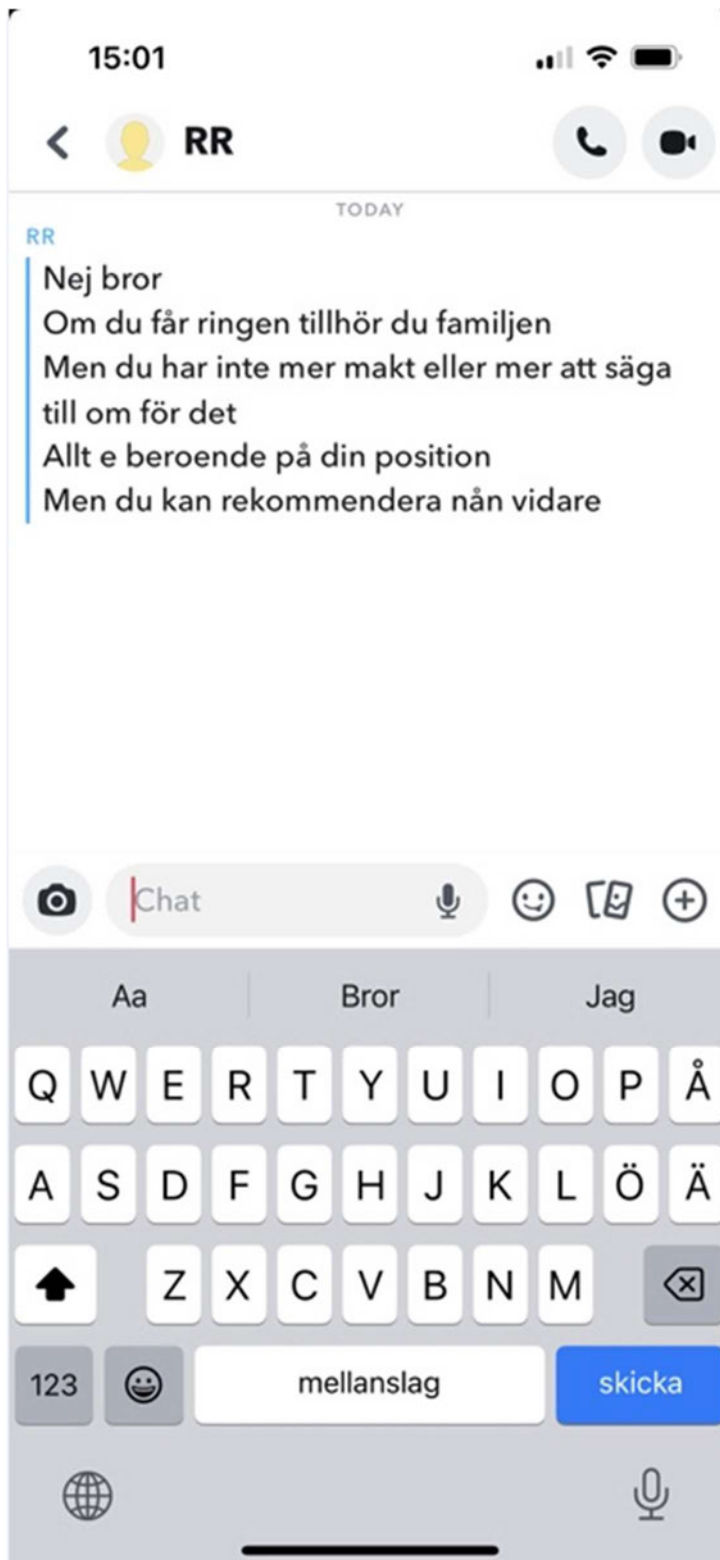 15:01
RR
TODAY
RR
Nej bror
Om du får ringen tillhör du familjen
Men du har inte mer makt eller mer att säga
till om för det
Allt e beroende på din position
Men du kan rekommendera nån vidare
Chat
Aa Bror Jag
Q W E R T Y U I O P Å
A S D F G H J K L Ö Ä
Z X C V B N M
123 mellanslag skicka